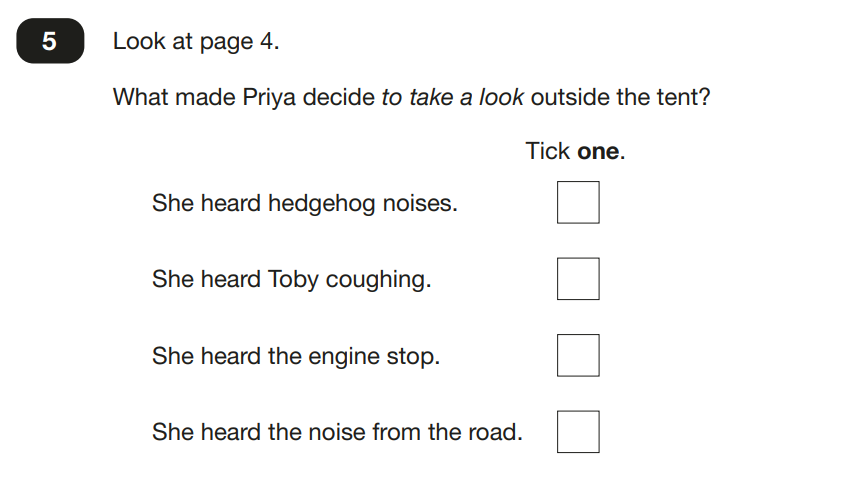 5 Look at page 4.
What made Priya decide to take a look outside the tent?
Tick one.
She heard hedgehog noises.
She heard Toby coughing.
She heard the engine stop.
She heard the noise from the road.